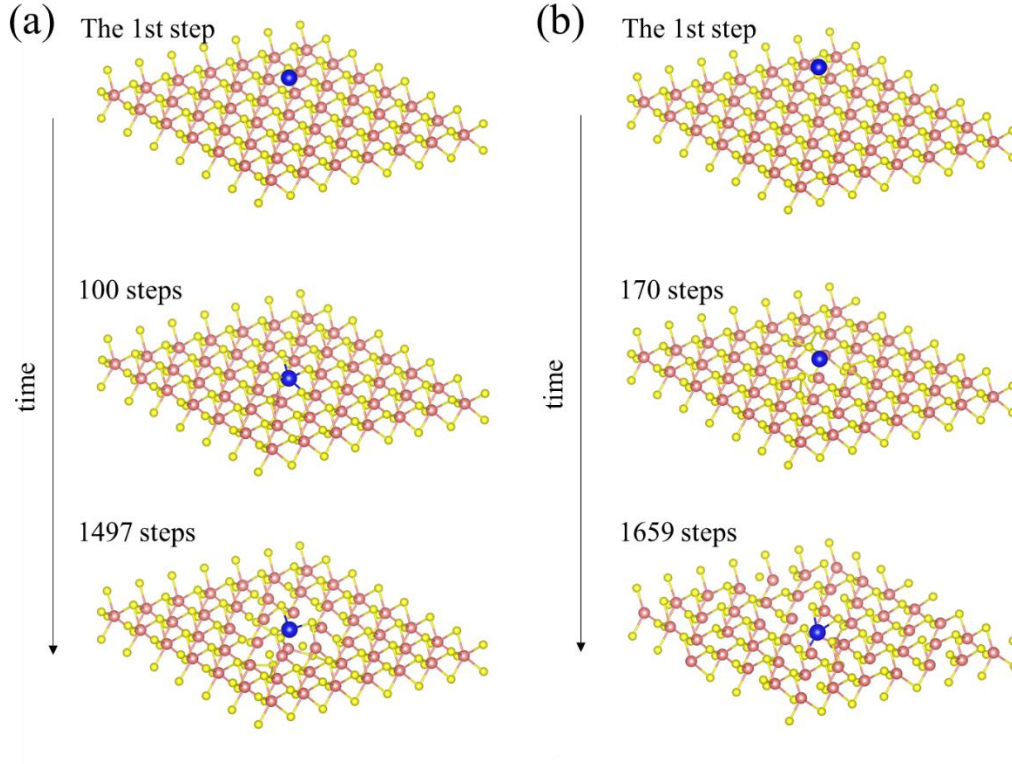 (a)
The 1st step
100 steps
1497 steps
time
(b)
The 1st step
170 steps
1659 steps
time